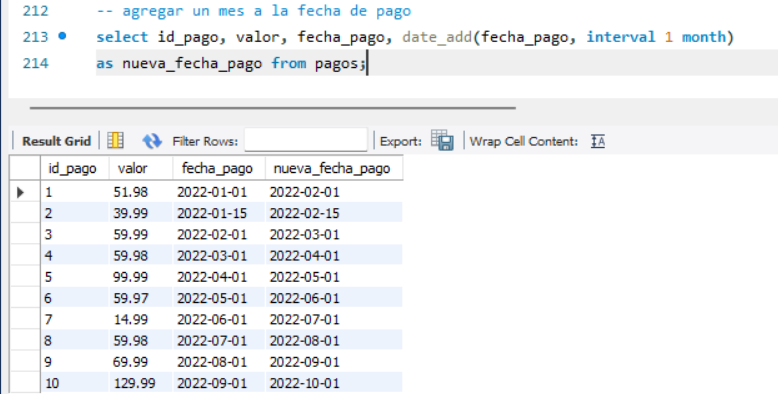 212 -- agregar un mes a la fecha de pago
213 select id_pago, valor, fecha_pago, date_add(fecha_pago, interval 1 month)
214 as nueva_fecha_pago from pagos;
Result Grid Filter Rows: Export: Wrap Cell Content: IA
id_pago valor fecha_pago nueva_fecha_pago
1 51.98 2022-01-01 2022-02-01
2 39.99 2022-01-15 2022-02-15
3 59.99 2022-02-01 2022-03-01
4 59.98 2022-03-01 2022-04-01
5 99.99 2022-04-01 2022-05-01
6 59.97 2022-05-01 2022-06-01
7 14.99 2022-06-01 2022-07-01
8 59.98 2022-07-01 2022-08-01
9 69.99 2022-08-01 2022-09-01
10 129.99 2022-09-01 2022-10-01